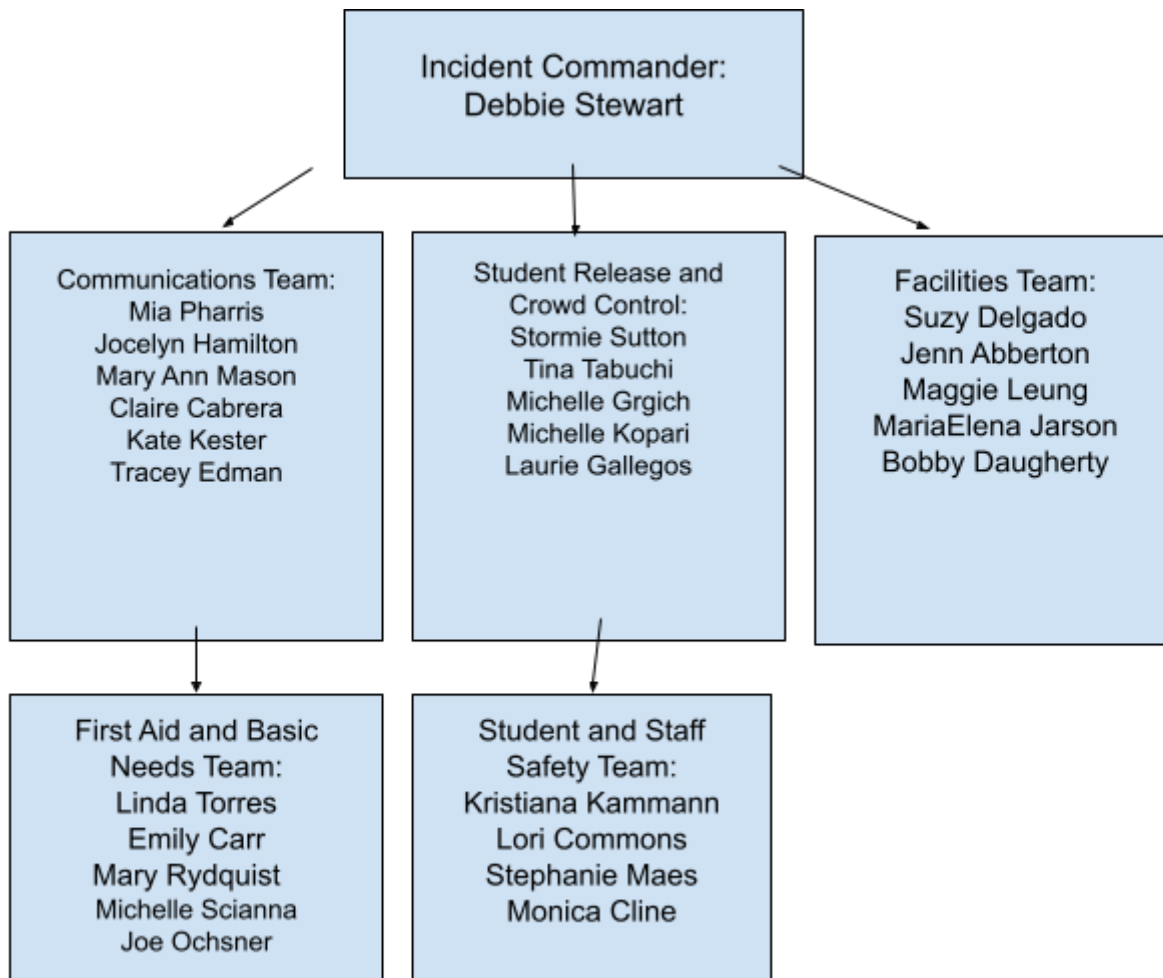 Incident Commander:
Debbie Stewart
Communications Team:
Mia Pharris
Jocelyn Hamilton
Mary Ann Mason
Claire Cabrera
Kate Kester
Tracey Edman
Student Release and
Crowd Control:
Stormie Sutton
Tina Tabuchi
Michelle Grgich
Michelle Kopari
Laurie Gallegos
Facilities Team:
Suzy Delgado
Jenn Abberton
Maggie Leung
MariaElena Jarson
Bobby Daugherty
First Aid and Basic
Needs Team:
Linda Torres
Emily Carr
Mary Rydquist
Michelle Scianna
Joe Ochsner
Student and Staff
Safety Team:
Kristiana Kammann
Lori Commons
Stephanie Maes
Monica Cline